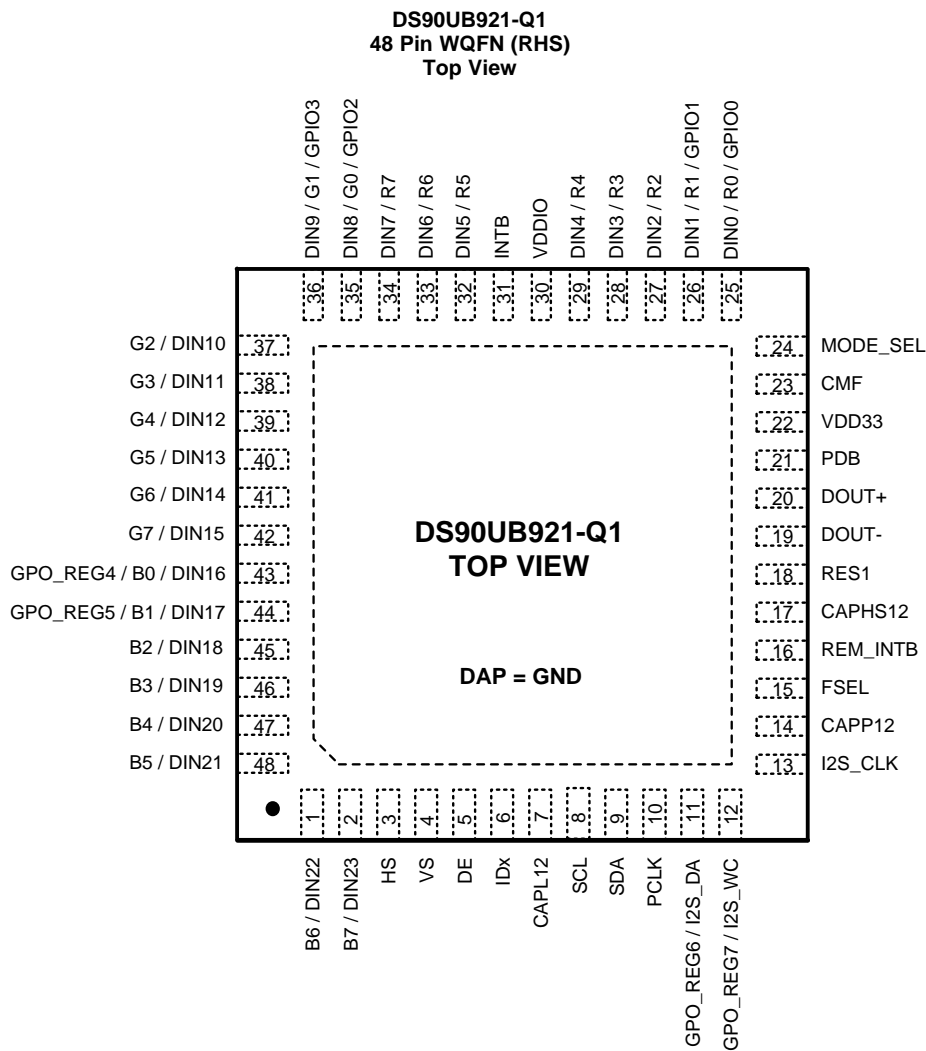 DS90UB921-Q1
48 Pin WQFN (RHS)
Top View
DIN9 / G1 / GPIO3
DIN8 / G0 / GPIO2
DIN7 / R7
DIN6 / R6
DIN5 / R5
INTB
VDDIO
DIN4 / R4
DIN3 / R3
DIN2 / R2
DIN1 / R1 / GPIO1
DIN0 / R0 / GPIO0
36
35
34
33
32
31
30
29
28
27
26
25
G2 / DIN10
37
G3 / DIN11
38
G4 / DIN12
39
G5 / DIN13
40
G6 / DIN14
41
G7 / DIN15
42
GPO_REG4 / B0 / DIN16
43
GPO_REG5 / B1 / DIN17
44
B2 / DIN18
45
B3 / DIN19
46
B4 / DIN20
47
B5 / DIN21
48
DS90UB921-Q1
TOP VIEW
DAP = GND
24
MODE_SEL
23
CMF
22
VDD33
21
PDB
20
DOUT+
19
DOUT-
18
RES1
17
CAPHS12
16
REM_INTB
15
FSEL
14
CAPP12
13
I2S_CLK
1
2
3
4
5
6
7
8
9
10
11
12
B6 / DIN22
B7 / DIN23
HS
VS
DE
IDx
CAPL12
SCL
SDA
PCLK
GPO_REG6 / I2S_DA
GPO_REG7 / I2S_WC